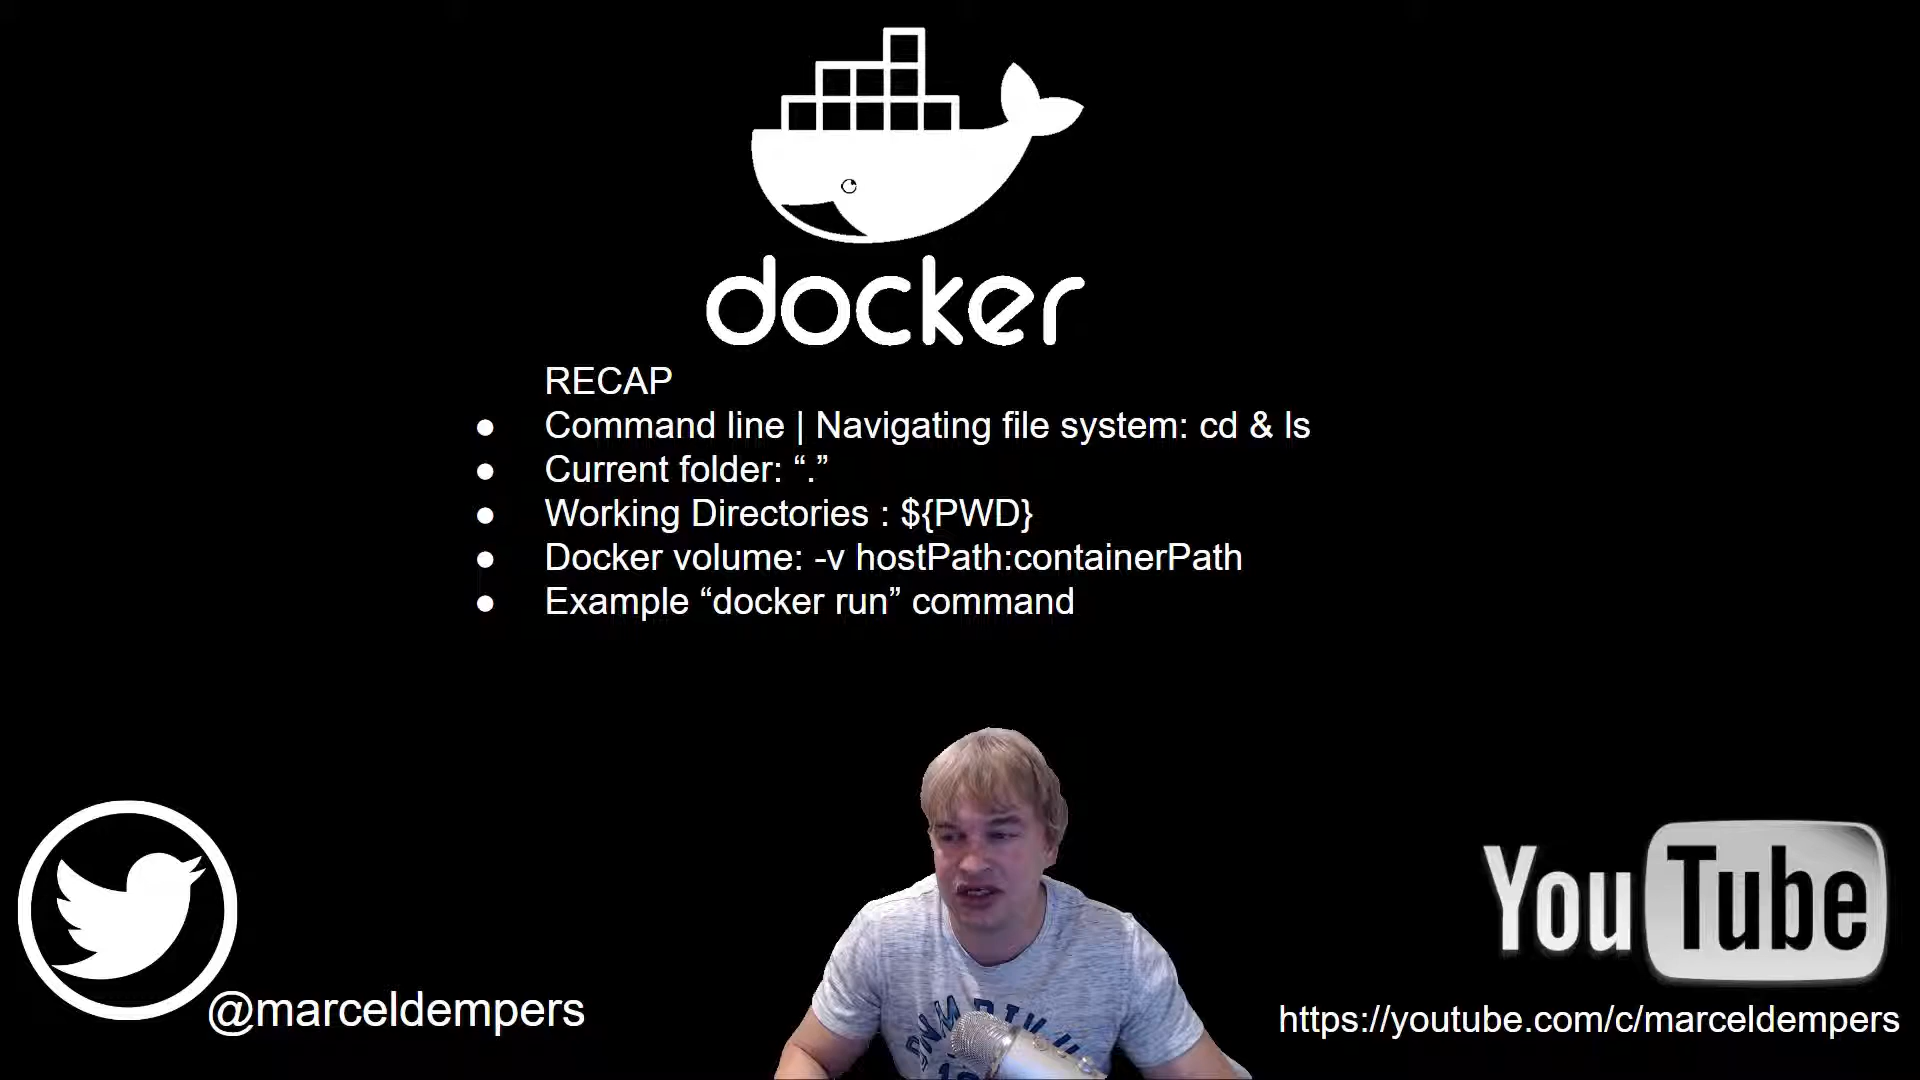 docker
RECAP
● Command line | Navigating file system: cd & ls
● Current folder: “.”
● Working Directories : ${PWD}
● Docker volume: -v hostPath:containerPath
● Example “docker run” command
YouTube
@marceldempers
https://youtube.com/c/marceldempers